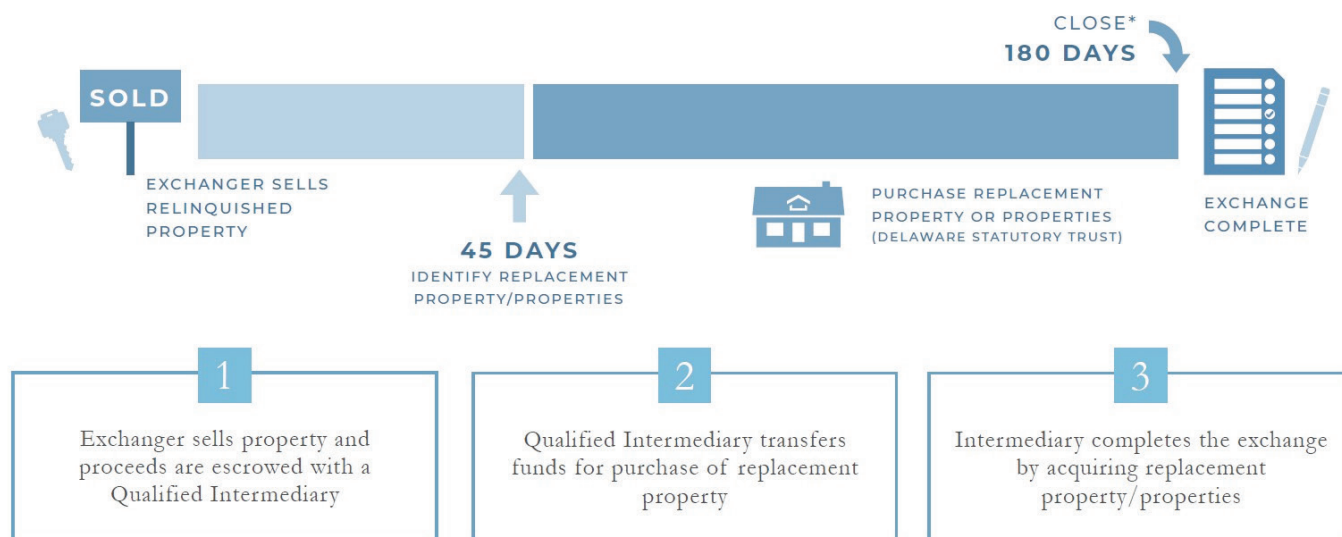 CLOSE*
180 DAYS
SOLD
EXCHANGER SELLS
RELINQUISHED
PROPERTY
45 DAYS
IDENTIFY REPLACEMENT
PROPERTY/PROPERTIES
PURCHASE REPLACEMENT
PROPERTY OR PROPERTIES
(DELAWARE STATUTORY TRUST)
EXCHANGE
COMPLETE
1
Exchanger sells property and
proceeds are escrowed with a
Qualified Intermediary
2
Qualified Intermediary transfers
funds for purchase of replacement
property
3
Intermediary completes the exchange
by acquiring replacement
property/properties